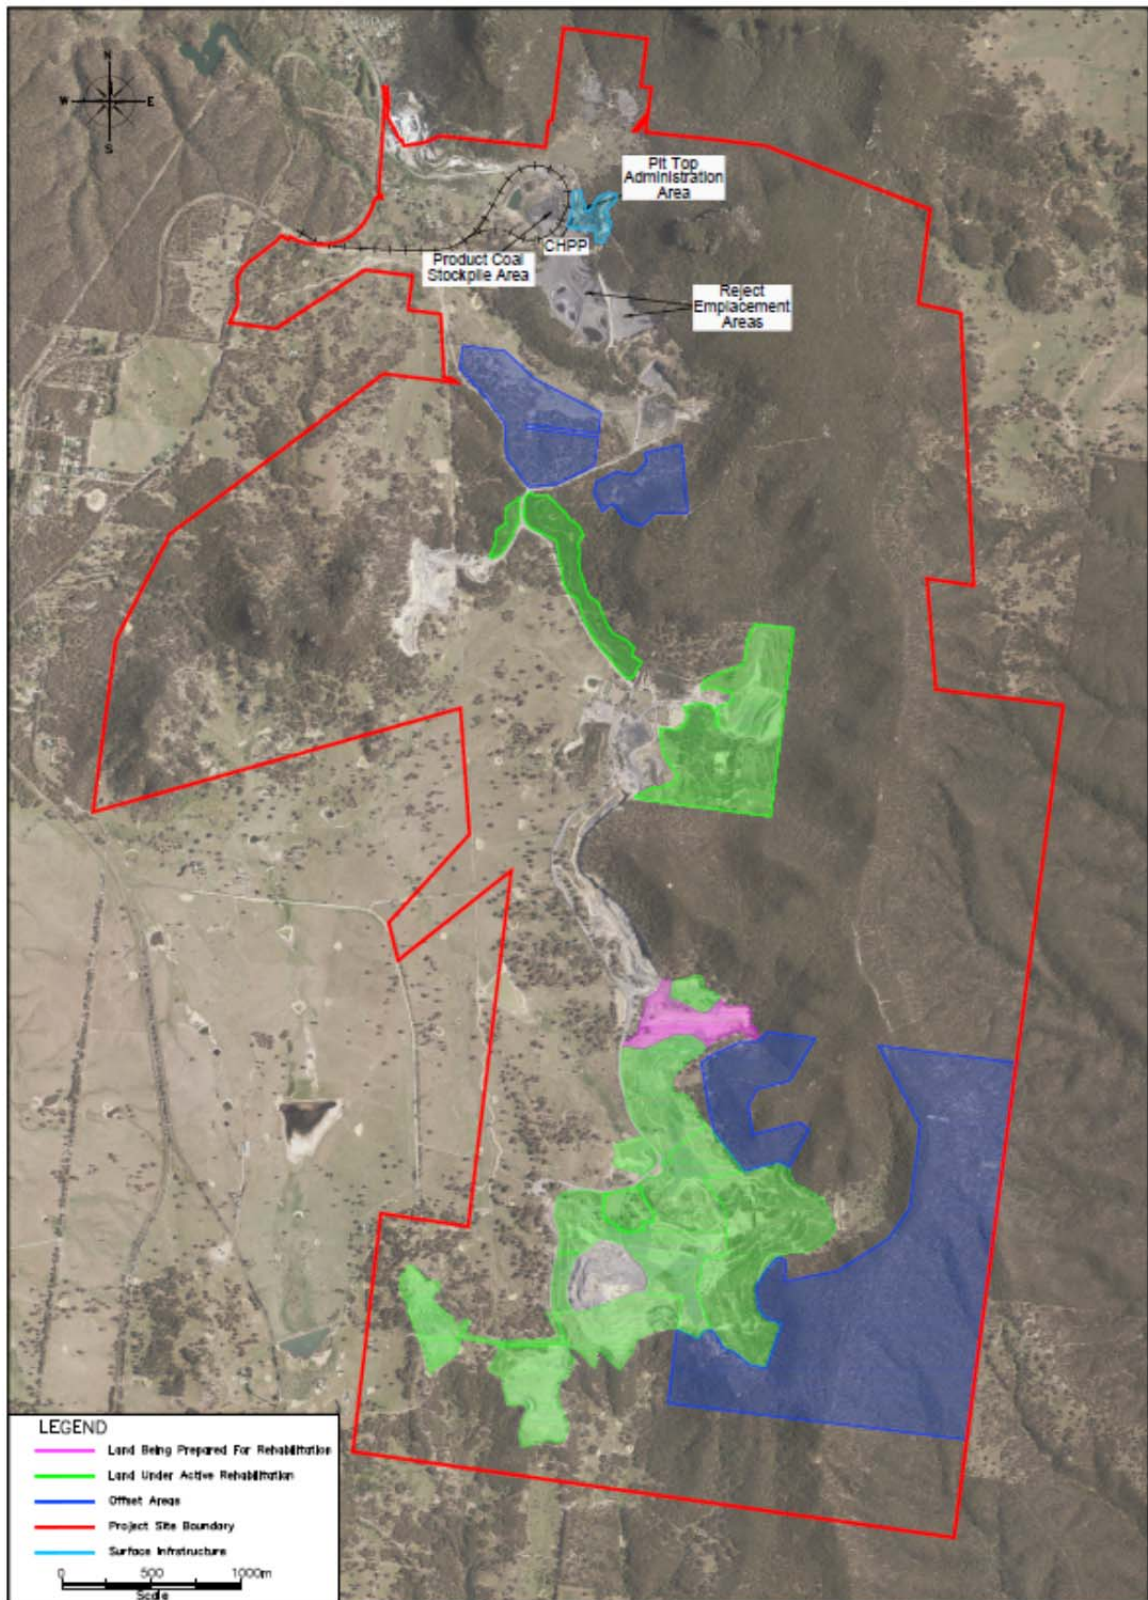 N
W E
S
Pit Top
Administration
Area
CHPP
Product Coal
Stockpile Area
Reject
Emplacement
Areas
LEGEND
Land Being Prepared For Rehabilitation
Land Under Active Rehabilitation
Offset Areas
Project Site Boundary
Surface Infrstructure
0 500 1000m
Scale